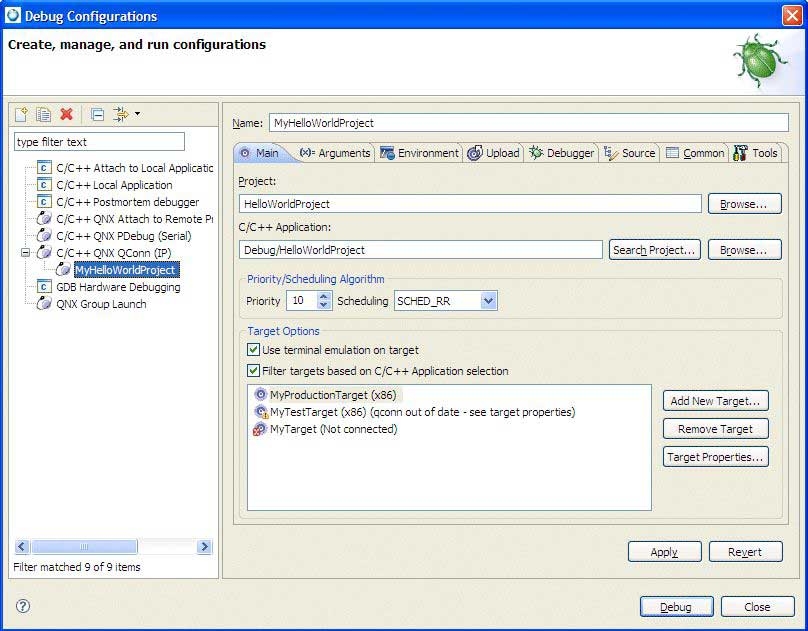 Debug Configurations
Create, manage, and run configurations
type filter text
C/C++ Attach to Local Applicatic
C/C++ Local Application
C/C++ Postmortem debugger
C/C++ QNX Attach to Remote Pr
C/C++ QNX PDebug (Serial)
C/C++ QNX QConn (IP)
MyHelloWorldProject
GDB Hardware Debugging
QNX Group Launch
Filter matched 9 of 9 items
Name: MyHelloWorldProject
Main (x)= Arguments Environment Upload Debugger Source Common Tools
Project:
HelloWorldProject Browse...
C/C++ Application:
Debug/HelloWorldProject Search Project... Browse...
Priority/Scheduling Algorithm
Priority 10 Scheduling SCHED_RR
Target Options
Use terminal emulation on target
Filter targets based on C/C++ Application selection
MyProductionTarget (x86)
MyTestTarget (x86) (qconn out of date - see target properties)
MyTarget (Not connected)
Add New Target...
Remove Target
Target Properties...
Apply Revert
Debug Close